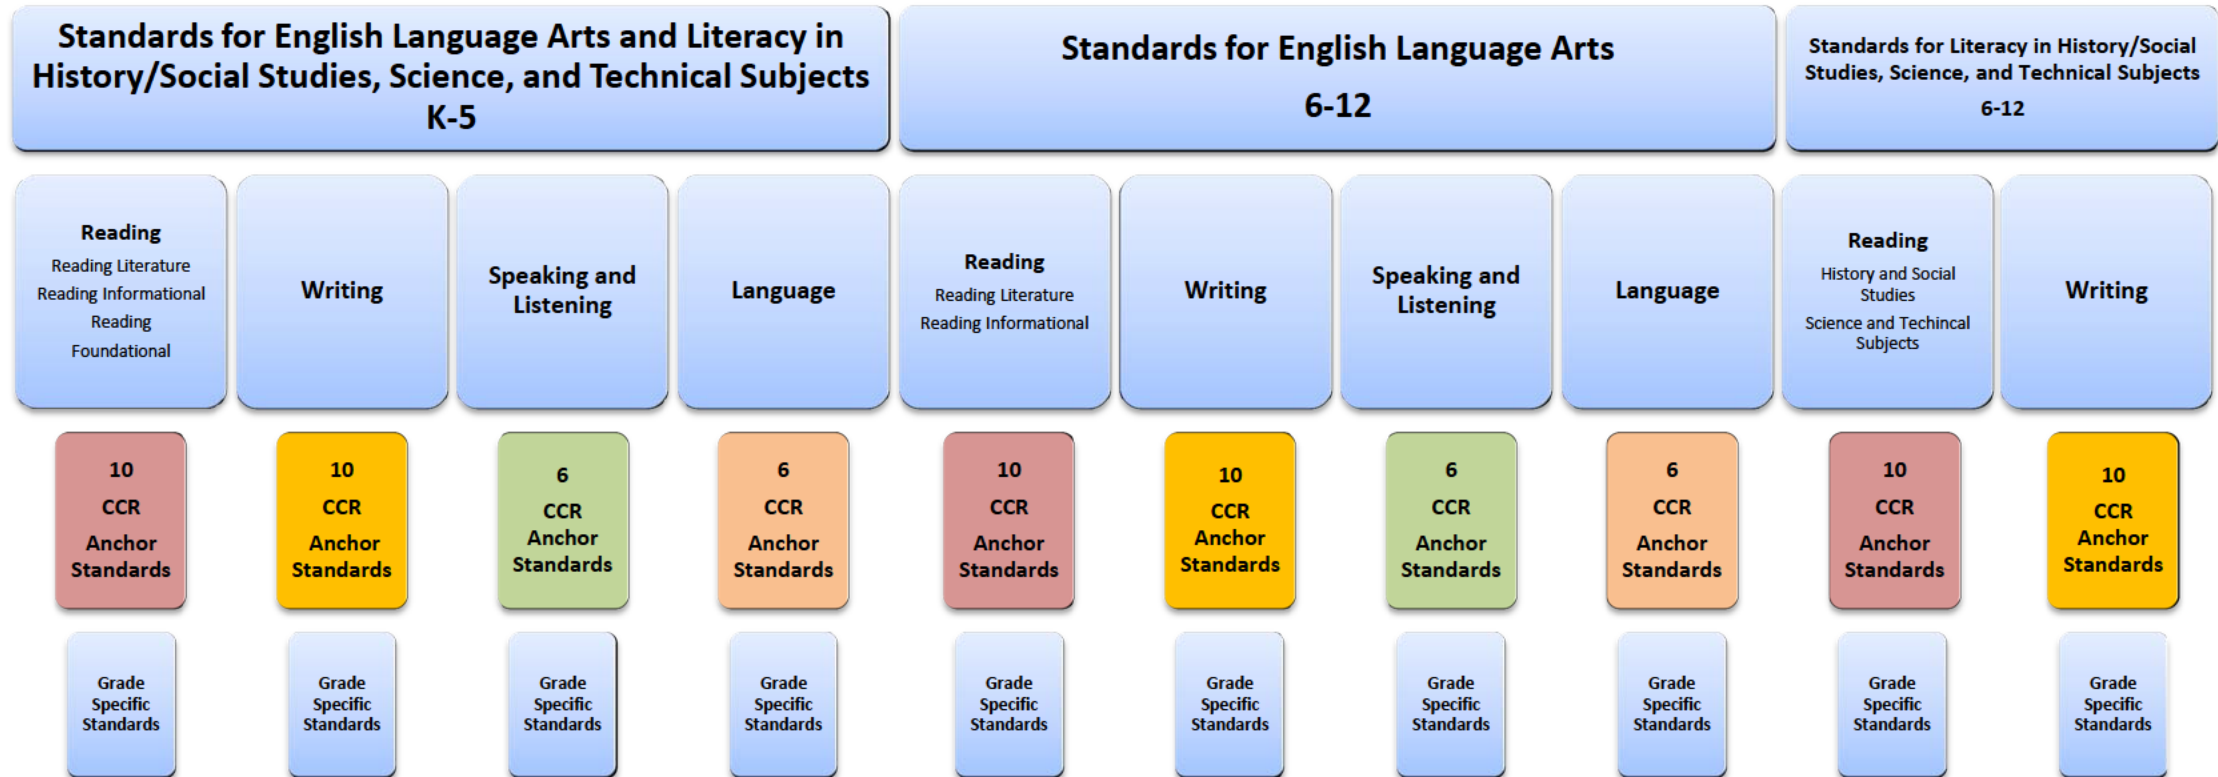 Standards for English Language Arts and Literacy in
History/Social Studies, Science, and Technical Subjects
K-5
Standards for English Language Arts
6-12
Standards for Literacy in History/Social
Studies, Science, and Technical Subjects
6-12
Reading
Reading Literature
Reading Informational
Reading
Foundational
Writing
Speaking and
Listening
Language
Reading
Reading Literature
Reading Informational
Writing
Speaking and
Listening
Language
Reading
History and Social
Studies
Science and Techincal
Subjects
Writing
10
CCR
Anchor
Standards
10
CCR
Anchor
Standards
6
CCR
Anchor
Standards
6
CCR
Anchor
Standards
10
CCR
Anchor
Standards
10
CCR
Anchor
Standards
6
CCR
Anchor
Standards
6
CCR
Anchor
Standards
10
CCR
Anchor
Standards
10
CCR
Anchor
Standards
Grade
Specific
Standards
Grade
Specific
Standards
Grade
Specific
Standards
Grade
Specific
Standards
Grade
Specific
Standards
Grade
Specific
Standards
Grade
Specific
Standards
Grade
Specific
Standards
Grade
Specific
Standards
Grade
Specific
Standards